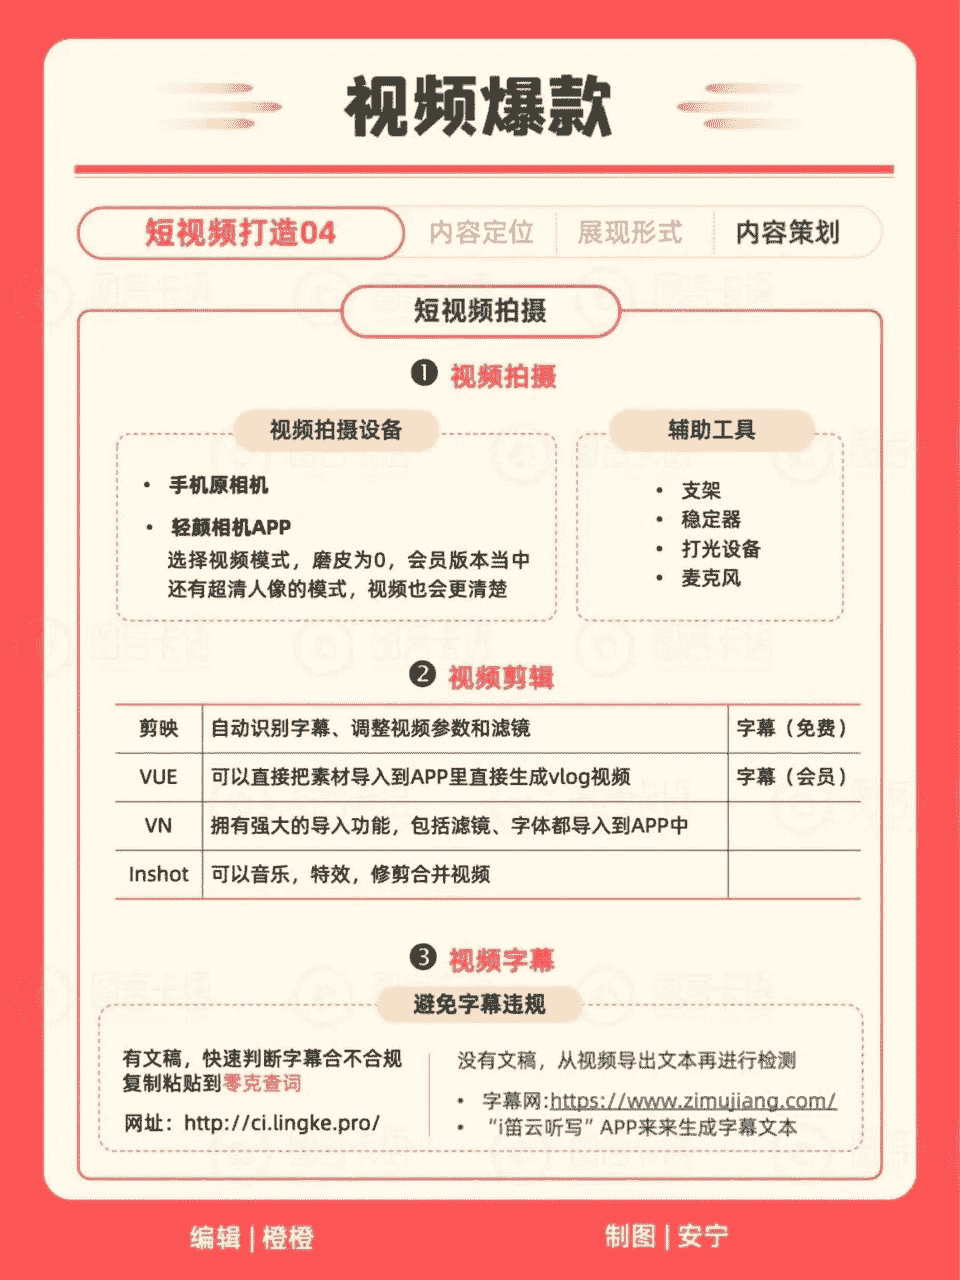 视频爆款
短视频打造04 内容定位 展现形式 内容策划
短视频拍摄
❶ 视频拍摄
视频拍摄设备
• 手机原相机
• 轻颜相机APP
选择视频模式，磨皮为0，会员版本当中
还有超清人像的模式，视频也会更清楚
辅助工具
• 支架
• 稳定器
• 打光设备
• 麦克风
❷ 视频剪辑
剪映 自动识别字幕、调整视频参数和滤镜 字幕（免费）
VUE 可以直接把素材导入到APP里直接生成vlog视频 字幕（会员）
VN 拥有强大的导入功能，包括滤镜、字体都导入到APP中
Inshot 可以音乐，特效，修剪合并视频
❸ 视频字幕
避免字幕违规
有文稿，快速判断字幕合不合规
复制粘贴到零克查词
网址：http://ci.lingke.pro/
没有文稿，从视频导出文本再进行检测
• 字幕网:https://www.zimujiang.com/
• “i笛云听写”APP来来生成字幕文本
编辑 | 橙橙
制图 | 安宁